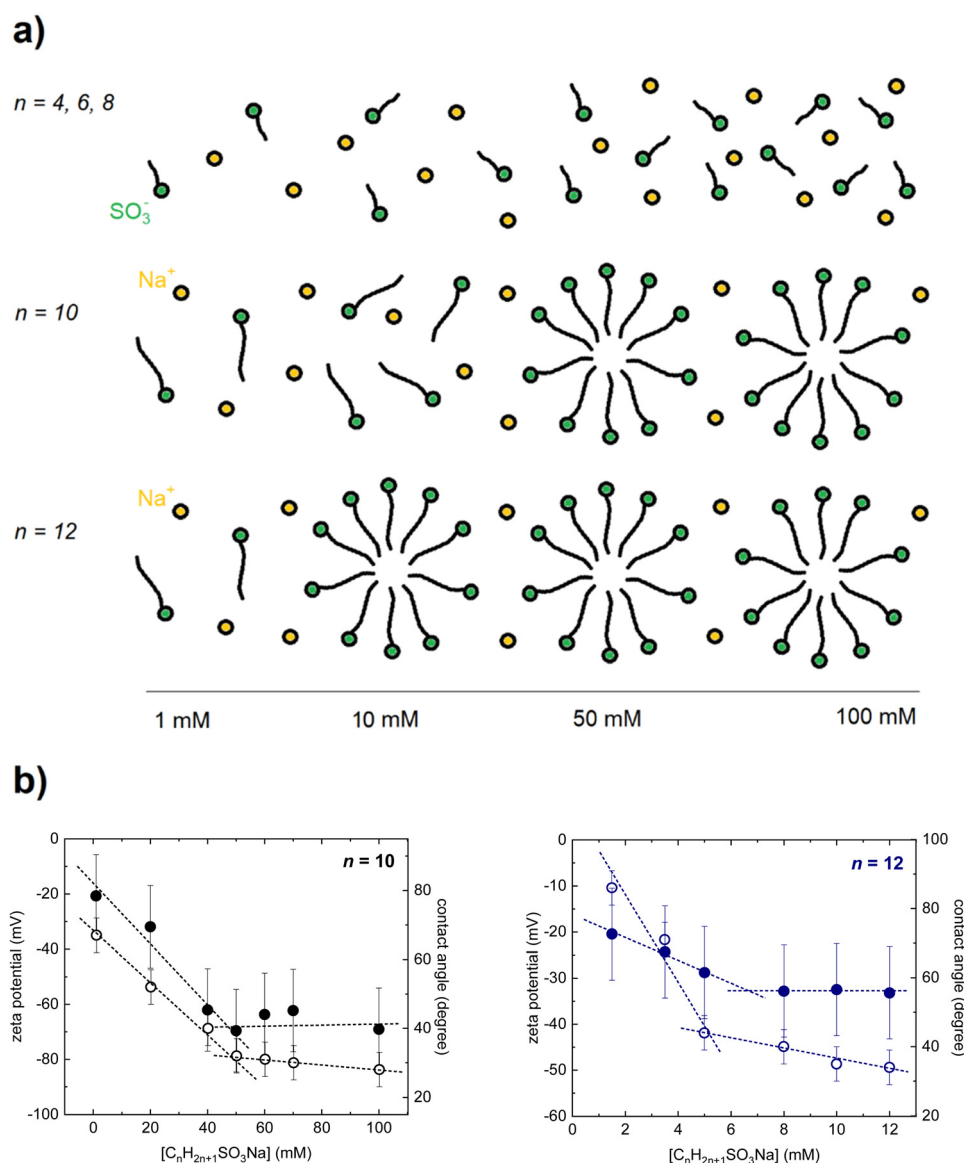 a)
n = 4, 6, 8
SO₃⁻
Na⁺
n = 10
Na⁺
n = 12
1 mM 10 mM 50 mM 100 mM
b)
0
-20
-40
-60
-80
-100
zeta potential (mV)
n = 10
80
60
40
20
contact angle (degree)
0 20 40 60 80 100
[CₙH₂ₙ₊₁SO₃Na] (mM)
0
-10
-20
-30
-40
-50
-60
zeta potential (mV)
n = 12
100
80
60
40
20
contact angle (degree)
0 2 4 6 8 10 12
[CₙH₂ₙ₊₁SO₃Na] (mM)